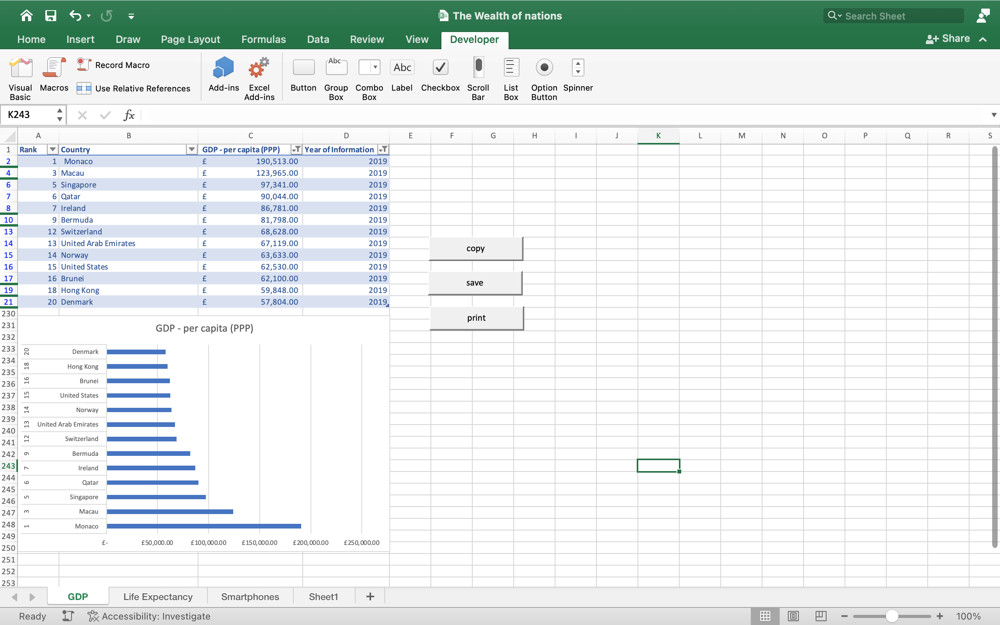 The Wealth of nations
Search Sheet
Home Insert Draw Page Layout Formulas Data Review View Developer
Share
Visual Basic
Macros
Record Macro
Use Relative References
Add-ins
Excel Add-ins
Button
Group Box
Combo Box
Label
Checkbox
Scroll Bar
List Box
Option Button
Spinner
Abc
Abc
K243
fx
A B C D E F G H I J K L M N O P Q R S
1 Rank Country GDP - per capita (PPP) Year of Information
2 1 Monaco £ 190,513.00 2019
4 3 Macau £ 123,965.00 2019
6 5 Singapore £ 97,341.00 2019
7 6 Qatar £ 90,044.00 2019
8 7 Ireland £ 86,781.00 2019
10 9 Bermuda £ 81,798.00 2019
13 12 Switzerland £ 68,628.00 2019
14 13 United Arab Emirates £ 67,119.00 2019
15 14 Norway £ 63,633.00 2019
16 15 United States £ 62,530.00 2019
17 16 Brunei £ 62,100.00 2019
19 18 Hong Kong £ 59,848.00 2019
21 20 Denmark £ 57,804.00 2019
copy
save
print
230
231
232
233
234
235
236
237
238
239
240
241
242
243
244
245
246
247
248
249
250
251
252
253
GDP - per capita (PPP)
20 Denmark
18 Hong Kong
16 Brunei
15 United States
14 Norway
13 United Arab Emirates
12 Switzerland
9 Bermuda
7 Ireland
6 Qatar
5 Singapore
3 Macau
1 Monaco
£- £50,000.00 £100,000.00 £150,000.00 £200,000.00 £250,000.00
GDP Life Expectancy Smartphones Sheet1 +
Ready Accessibility: Investigate 100%